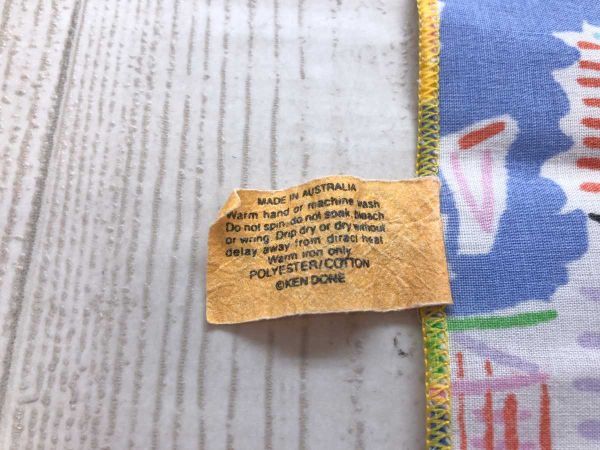 MADE IN AUSTRALIA
Warm hand or machine wash
Do not spin, do not soak, bleach
or wring. Drip dry or dry without
delay away from direct heat
Warm iron only.
POLYESTER/COTTON
©KEN DONE